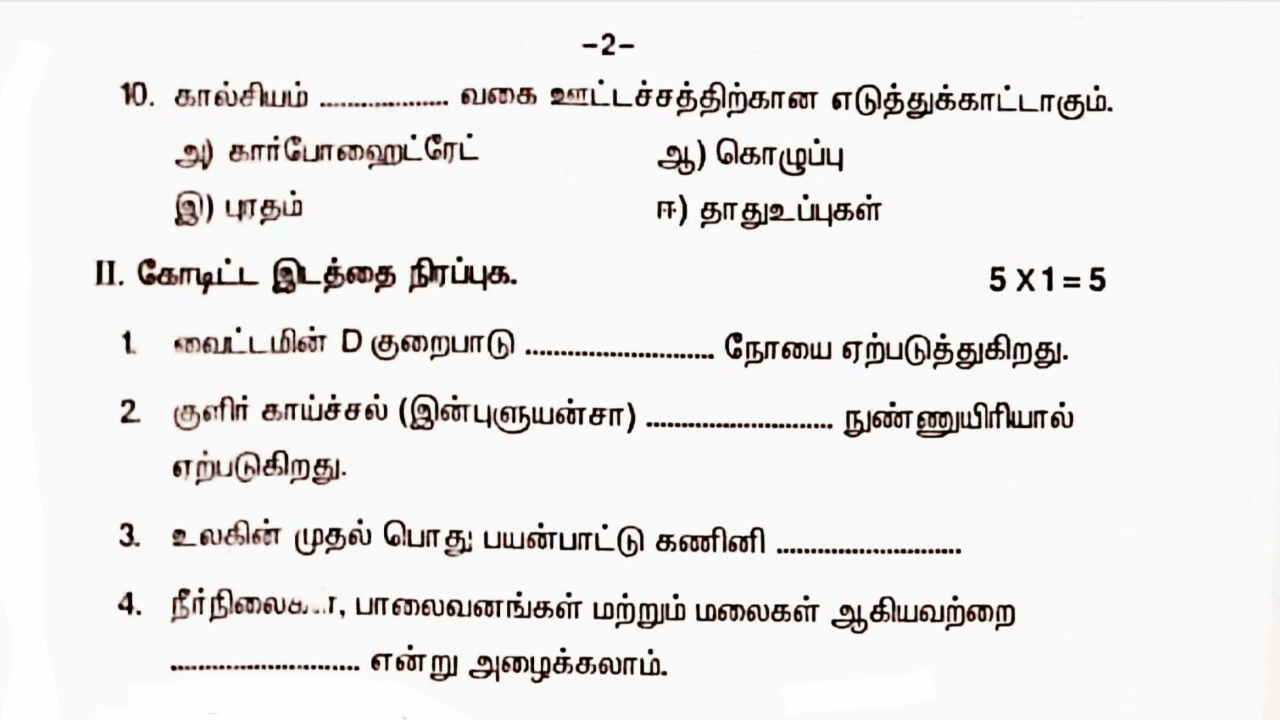 -2-
10. கால்சியம் ................... வகை ஊட்டச்சத்திற்கான எடுத்துக்காட்டாகும்.
அ) கார்போஹைட்ரேட் ஆ) கொழுப்பு
இ) புரதம் ஈ) தாதுஉப்புகள்
II. கோடிட்ட இடத்தை நிரப்புக. 5 X 1 = 5
1. வைட்டமின் D குறைபாடு ........................... நோயை ஏற்படுத்துகிறது.
2. குளிர் காய்ச்சல் (இன்புளுயன்சா) ........................... நுண்ணுயிரியால்
ஏற்படுகிறது.
3. உலகின் முதல் பொது பயன்பாட்டு கணினி ...........................
4. பாலைவனங்கள் மற்றும் மலைகள் ஆகியவற்றை
........................... என்று அழைக்கலாம்.